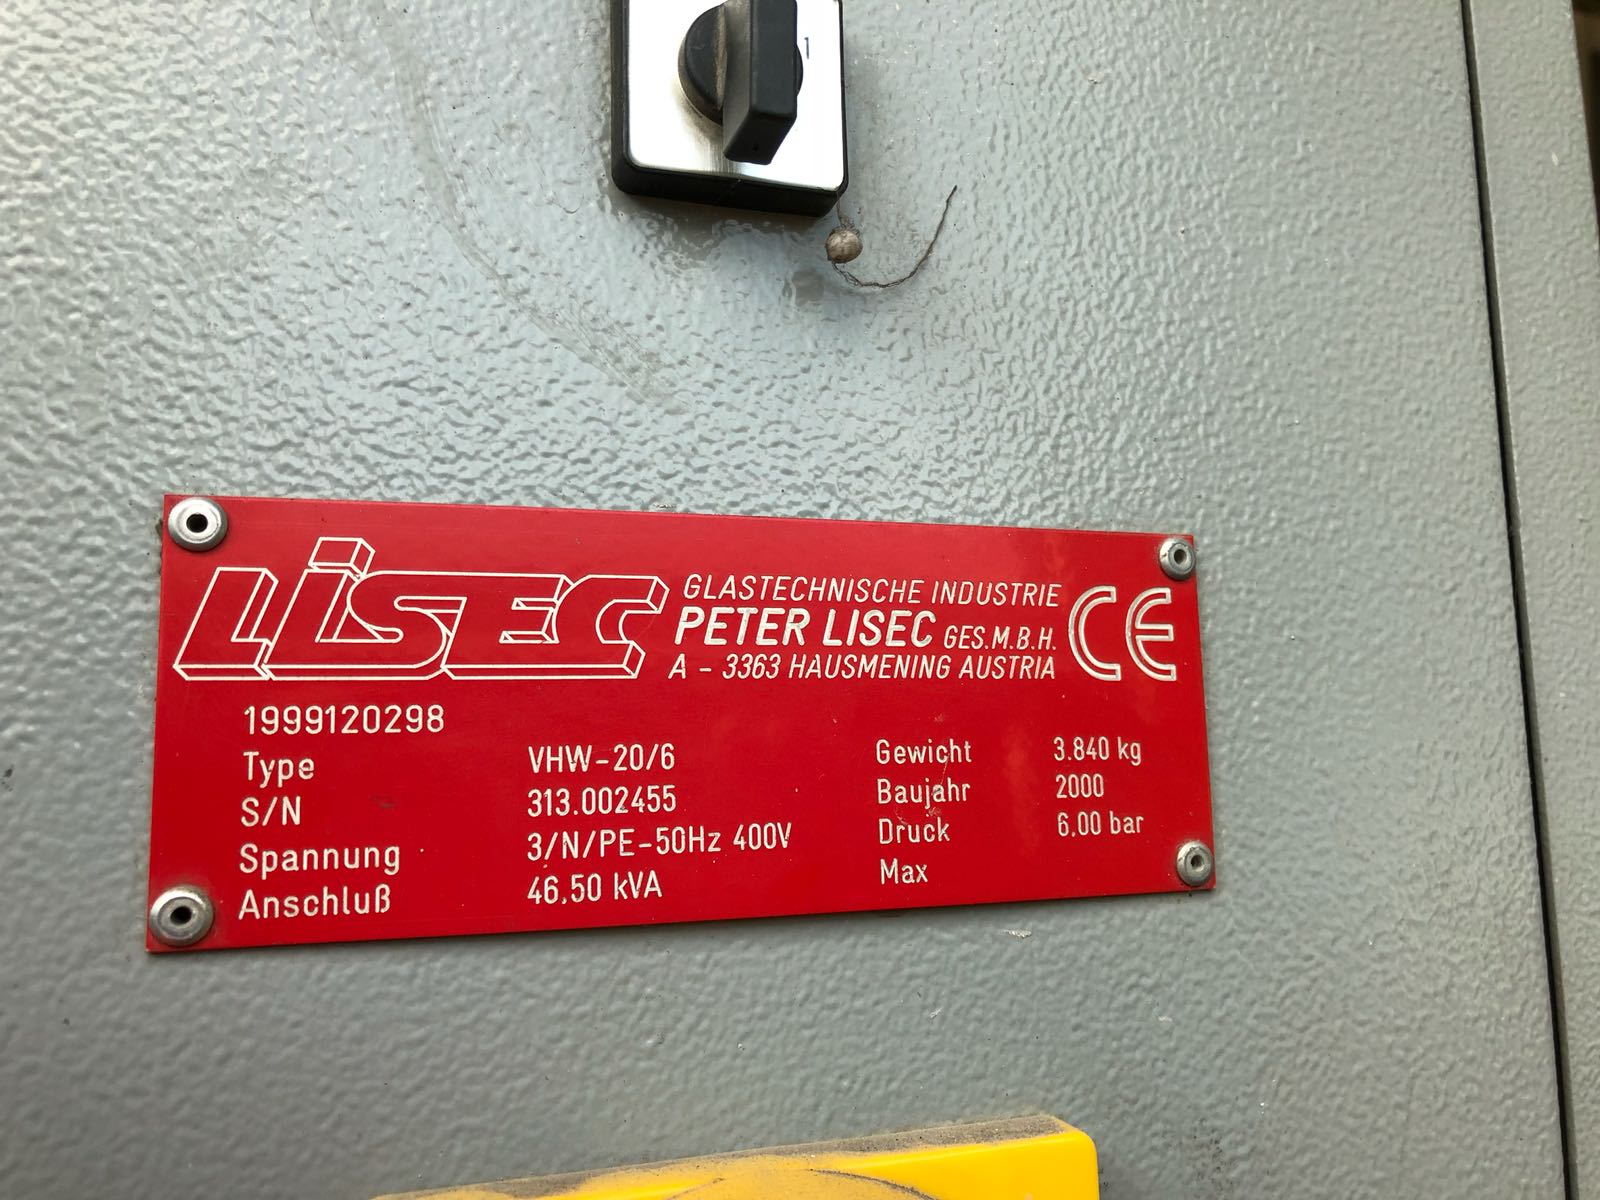 1
LiSEC
GLASTECHNISCHE INDUSTRIE
PETER LISEC GES.M.B.H.
A - 3363 HAUSMENING AUSTRIA
CE
1999120298
Type VHW-20/6
S/N 313.002455
Spannung 3/N/PE-50Hz 400V
Anschluß 46,50 kVA
Gewicht 3.840 kg
Baujahr 2000
Druck 6.00 bar
Max